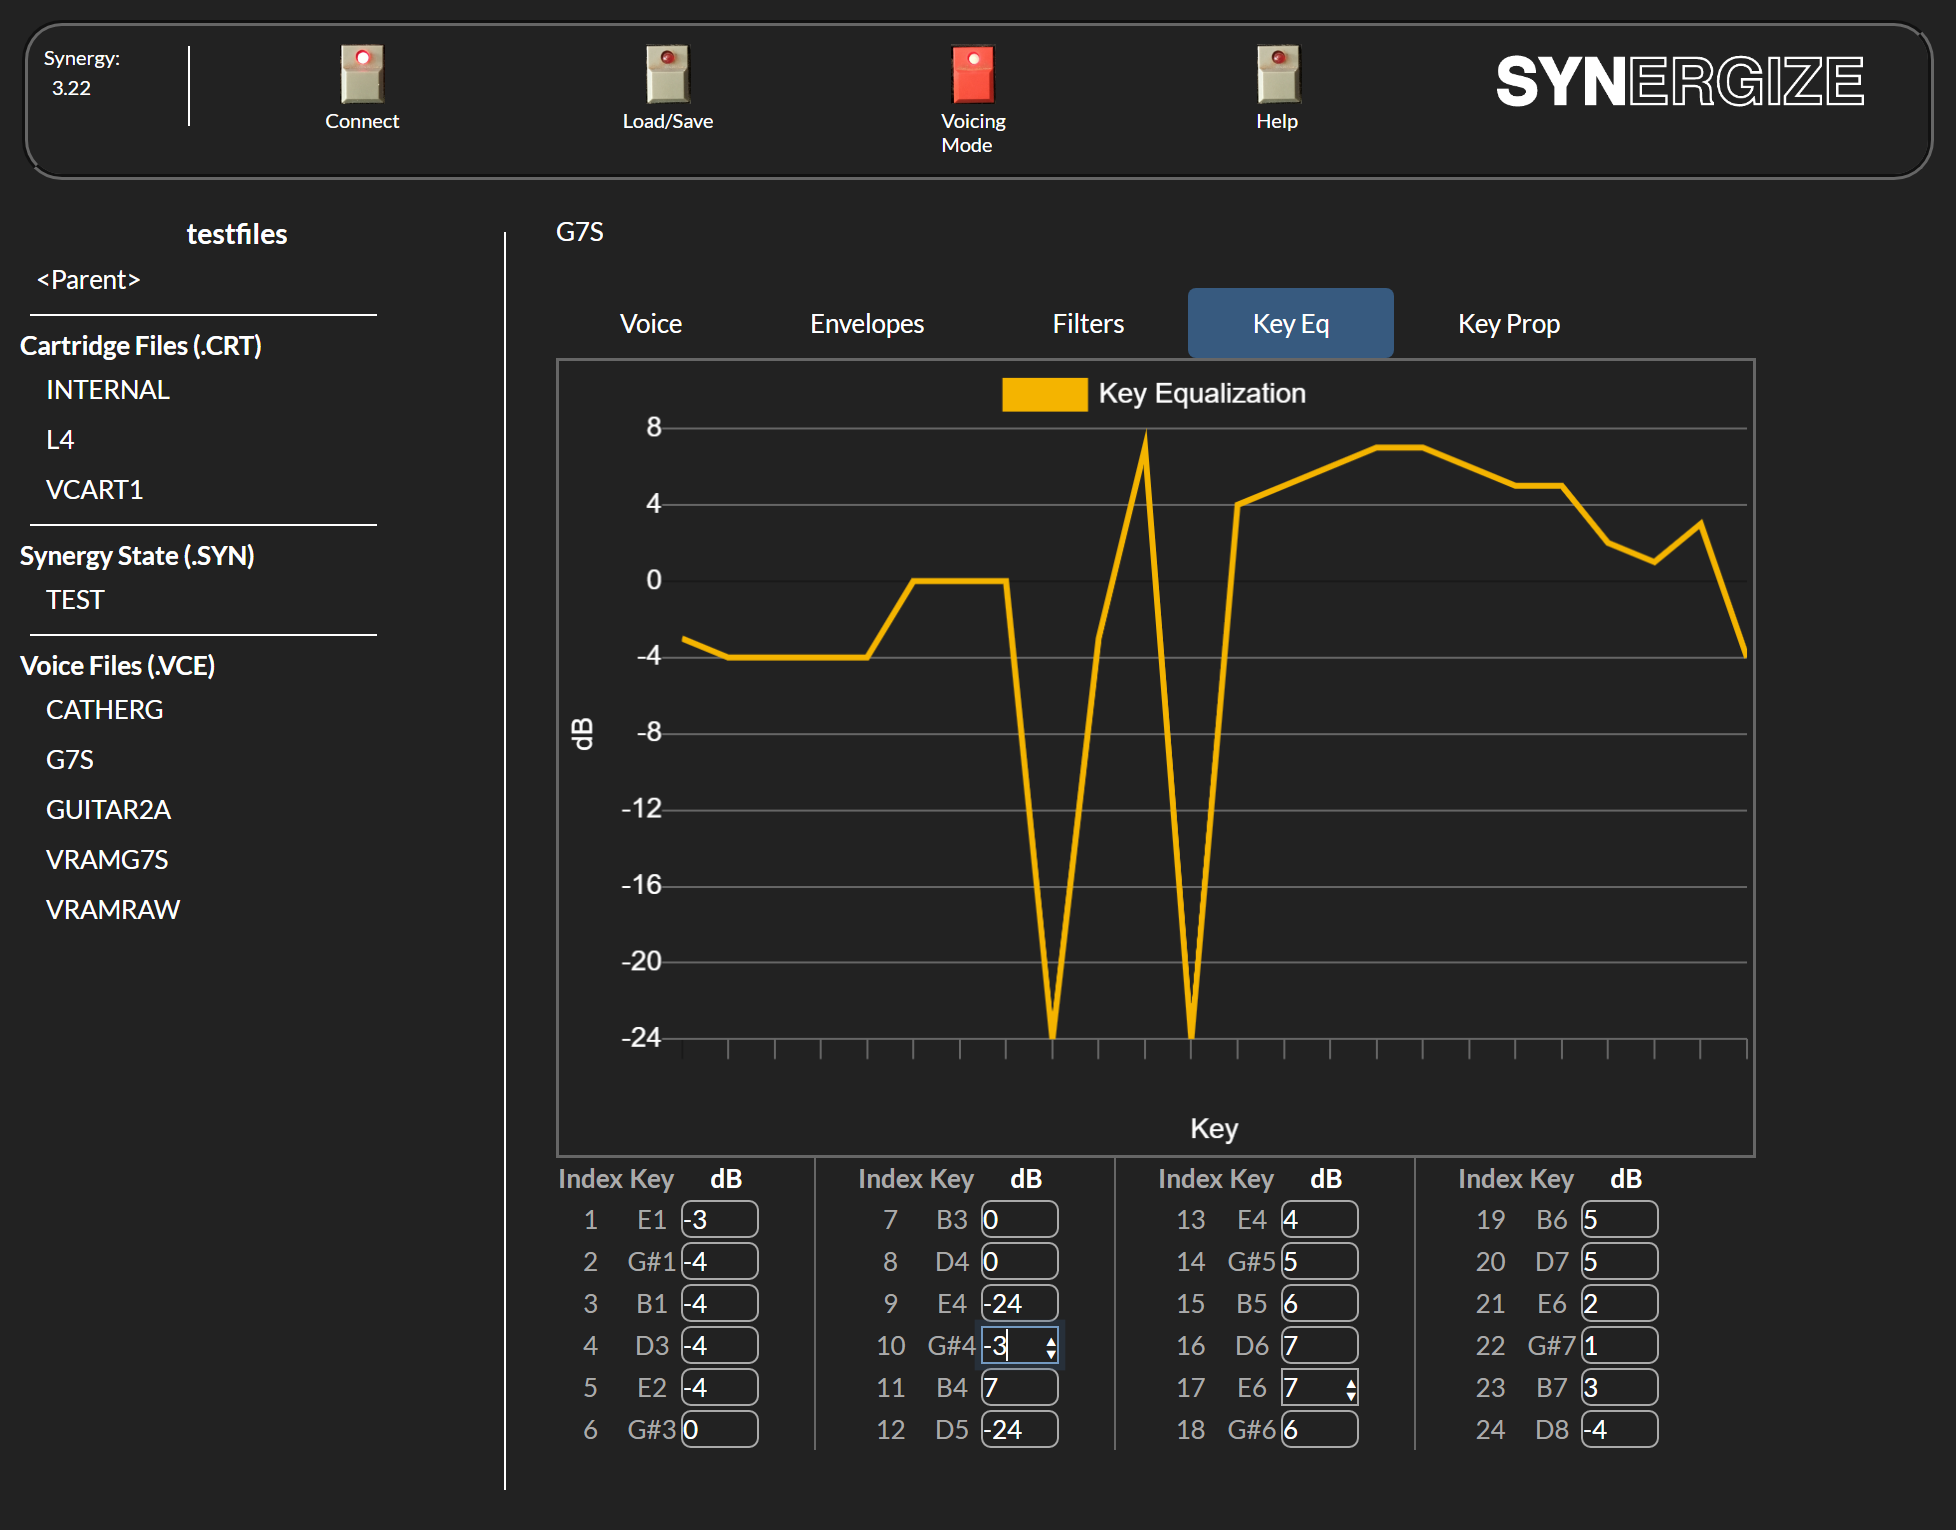 Synergy:
3.22
Connect
Load/Save
Voicing
Mode
Help
SYNERGIZE
testfiles
<Parent>
Cartridge Files (.CRT)
INTERNAL
L4
VCART1
Synergy State (.SYN)
TEST
Voice Files (.VCE)
CATHERG
G7S
GUITAR2A
VRAMG7S
VRAMRAW
G7S
Voice Envelopes Filters Key Eq Key Prop
Key Equalization
8
4
0
-4
-8
-12
-16
-20
-24
dB
Key
Index Key dB
1 E1 -3
2 G#1 -4
3 B1 -4
4 D3 -4
5 E2 -4
6 G#3 0
Index Key dB
7 B3 0
8 D4 0
9 E4 -24
10 G#4 -3
11 B4 7
12 D5 -24
Index Key dB
13 E4 4
14 G#5 5
15 B5 6
16 D6 7
17 E6 7
18 G#6 6
Index Key dB
19 B6 5
20 D7 5
21 E6 2
22 G#7 1
23 B7 3
24 D8 -4